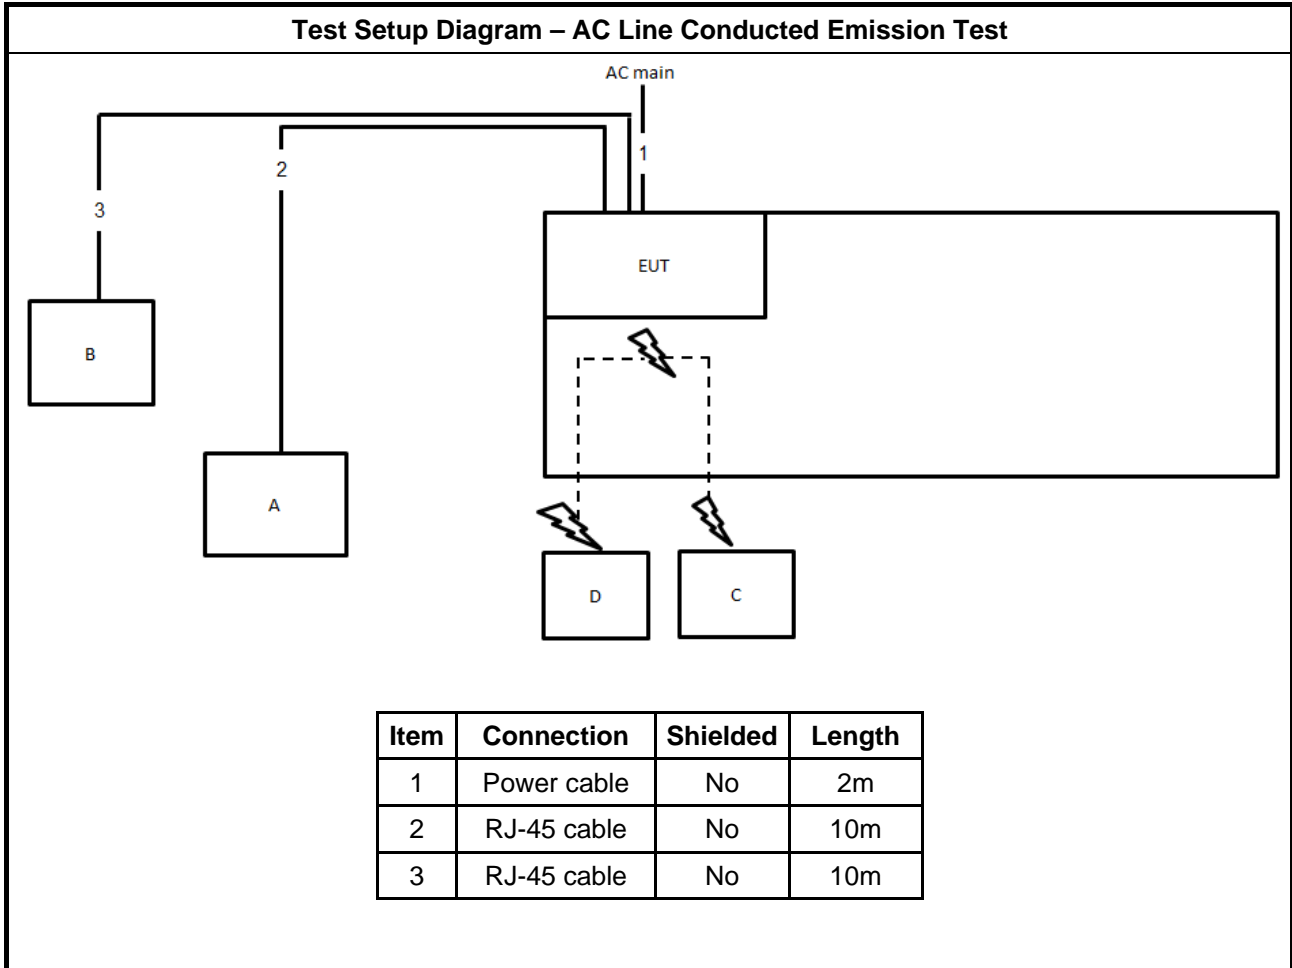 Test Setup Diagram – AC Line Conducted Emission Test
AC main
1
2
3
EUT
B
A
D
C
Item Connection Shielded Length
1 Power cable No 2m
2 RJ-45 cable No 10m
3 RJ-45 cable No 10m